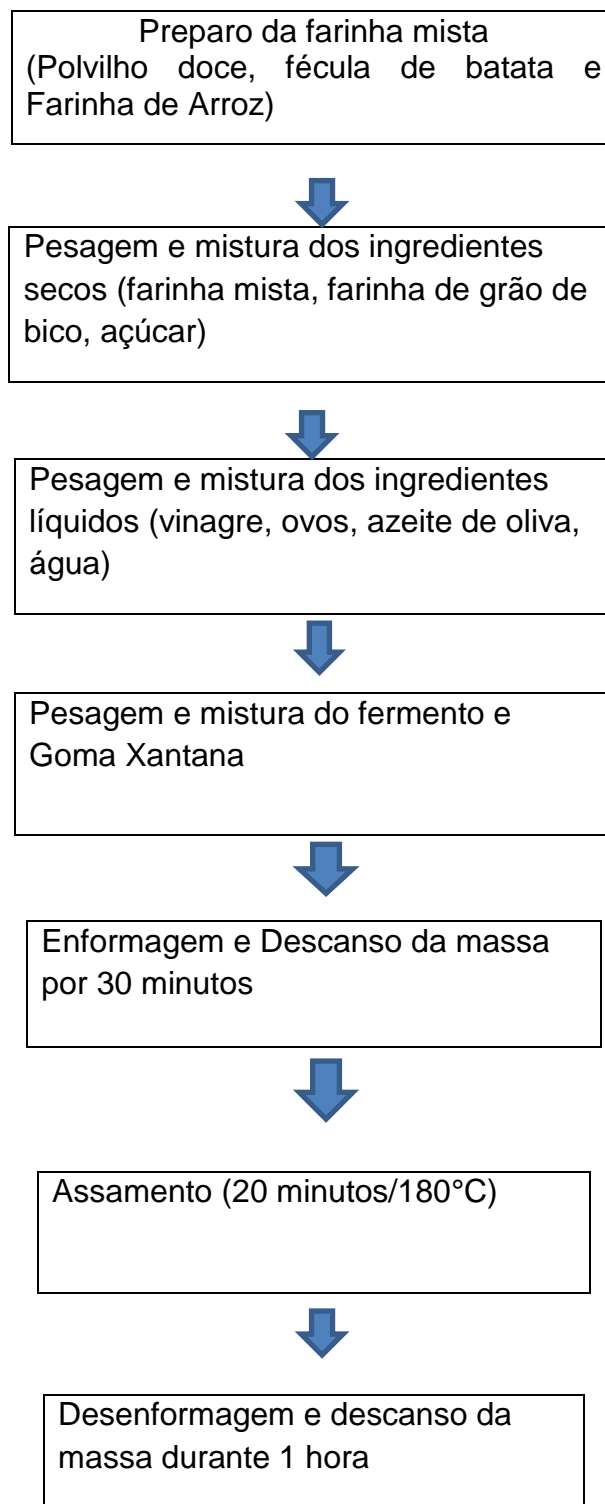 Preparo da farinha mista
(Polvilho doce, fécula de batata e
Farinha de Arroz)
Pesagem e mistura dos ingredientes
secos (farinha mista, farinha de grão de
bico, açúcar)
Pesagem e mistura dos ingredientes
líquidos (vinagre, ovos, azeite de oliva,
água)
Pesagem e mistura do fermento e
Goma Xantana
Enformagem e Descanso da massa
por 30 minutos
Assamento (20 minutos/180°C)
Desenformagem e descanso da
massa durante 1 hora